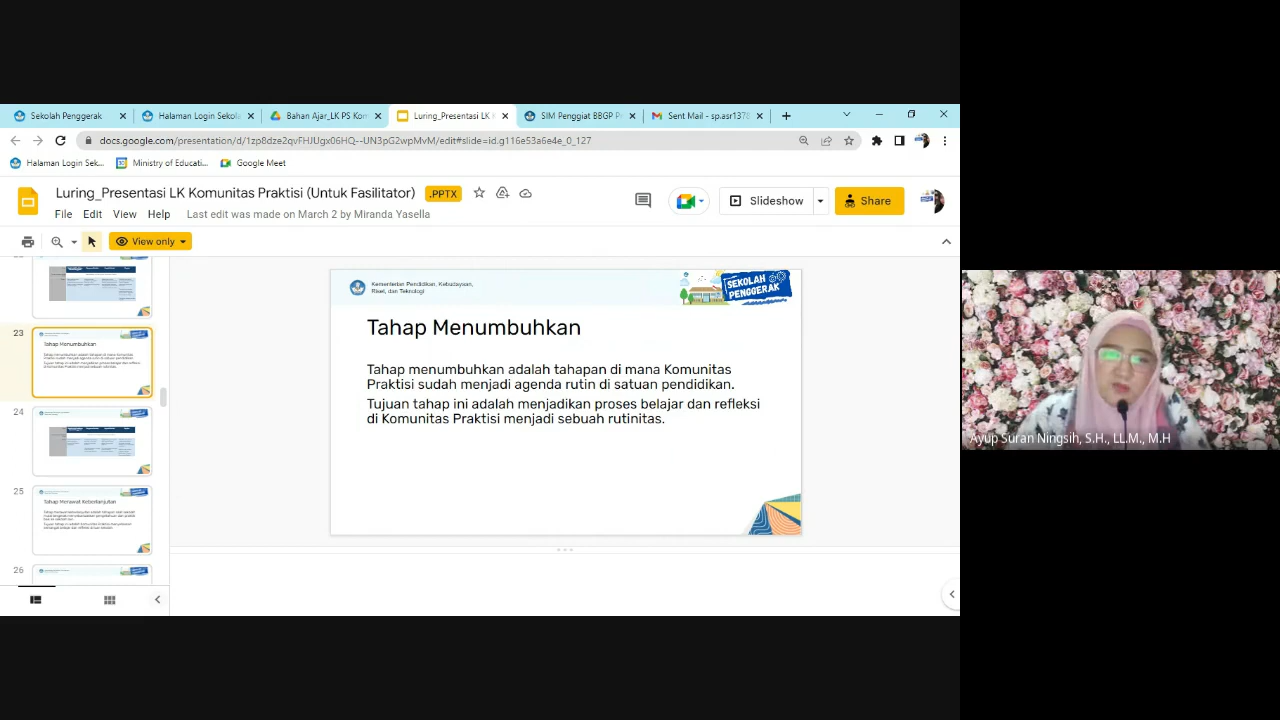 Sekolah Penggerak
Halaman Login Sekola
Bahan Ajar_LK PS Kom
Luring_Presentasi LK K
SIM Penggiat BBGP P
Sent Mail - sp.asr1378
docs.google.com/presentation/d/1zp8dze2qvFHJUgx06HQ--UN3pG2wpMvM/edit#slide=id.g116e53a6e4e_0_127
Halaman Login Sek...
Ministry of Educati...
Google Meet
Luring_Presentasi LK Komunitas Praktisi (Untuk Fasilitator)
.PPTX
Slideshow
Share
File Edit View Help
Last edit was made on March 2 by Miranda Yasella
View only
23
Tahap Menumbuhkan
24
25
Tahap Merawat Keberlanjutan
26
Kementerian Pendidikan, Kebudayaan,
Riset, dan Teknologi
SEKOLAH
PENGGERAK
Tahap Menumbuhkan
Tahap menumbuhkan adalah tahapan di mana Komunitas
Praktisi sudah menjadi agenda rutin di satuan pendidikan.
Tujuan tahap ini adalah menjadikan proses belajar dan refleksi
di Komunitas Praktisi menjadi sebuah rutinitas.
Ayup Suran Ningsih, S.H., LL.M., M.H